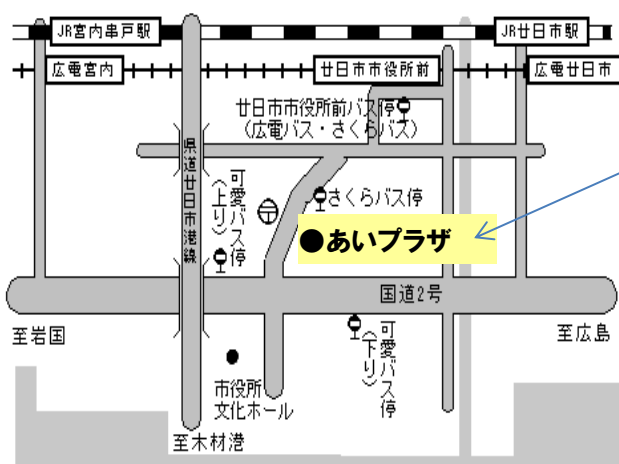 JR宮内串戸駅
JR廿日市駅
広電宮内
廿日市市役所前
広電廿日市
廿日市市役所前バス停
（広電バス・さくらバス）
県道廿日市港線
可愛バス停
（上り）
さくらバス停
●あいプラザ
国道2号
至岩国
至広島
可愛バス停
（下り）
市役所
文化ホール
至木材港